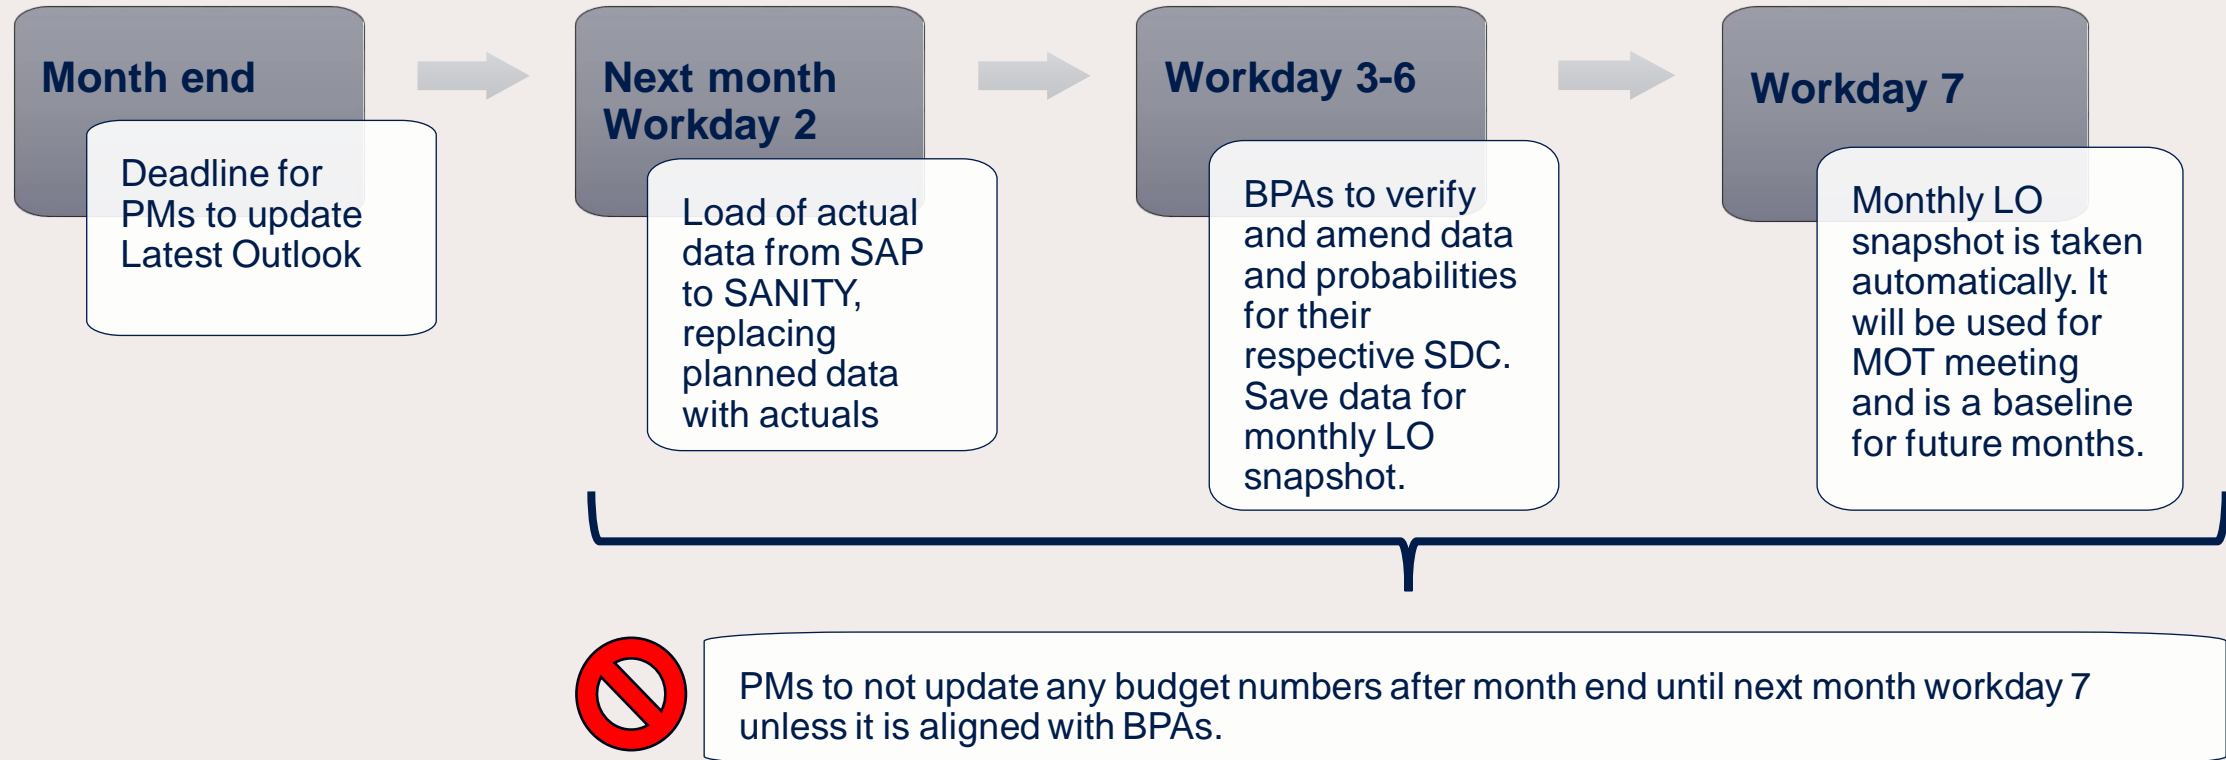 Month end
Deadline for
PMs to update
Latest Outlook
Next month
Workday 2
Load of actual
data from SAP
to SANITY,
replacing
planned data
with actuals
Workday 3-6
BPAs to verify
and amend data
and probabilities
for their
respective SDC.
Save data for
monthly LO
snapshot.
Workday 7
Monthly LO
snapshot is taken
automatically. It
will be used for
MOT meeting
and is a baseline
for future months.
PMs to not update any budget numbers after month end until next month workday 7
unless it is aligned with BPAs.